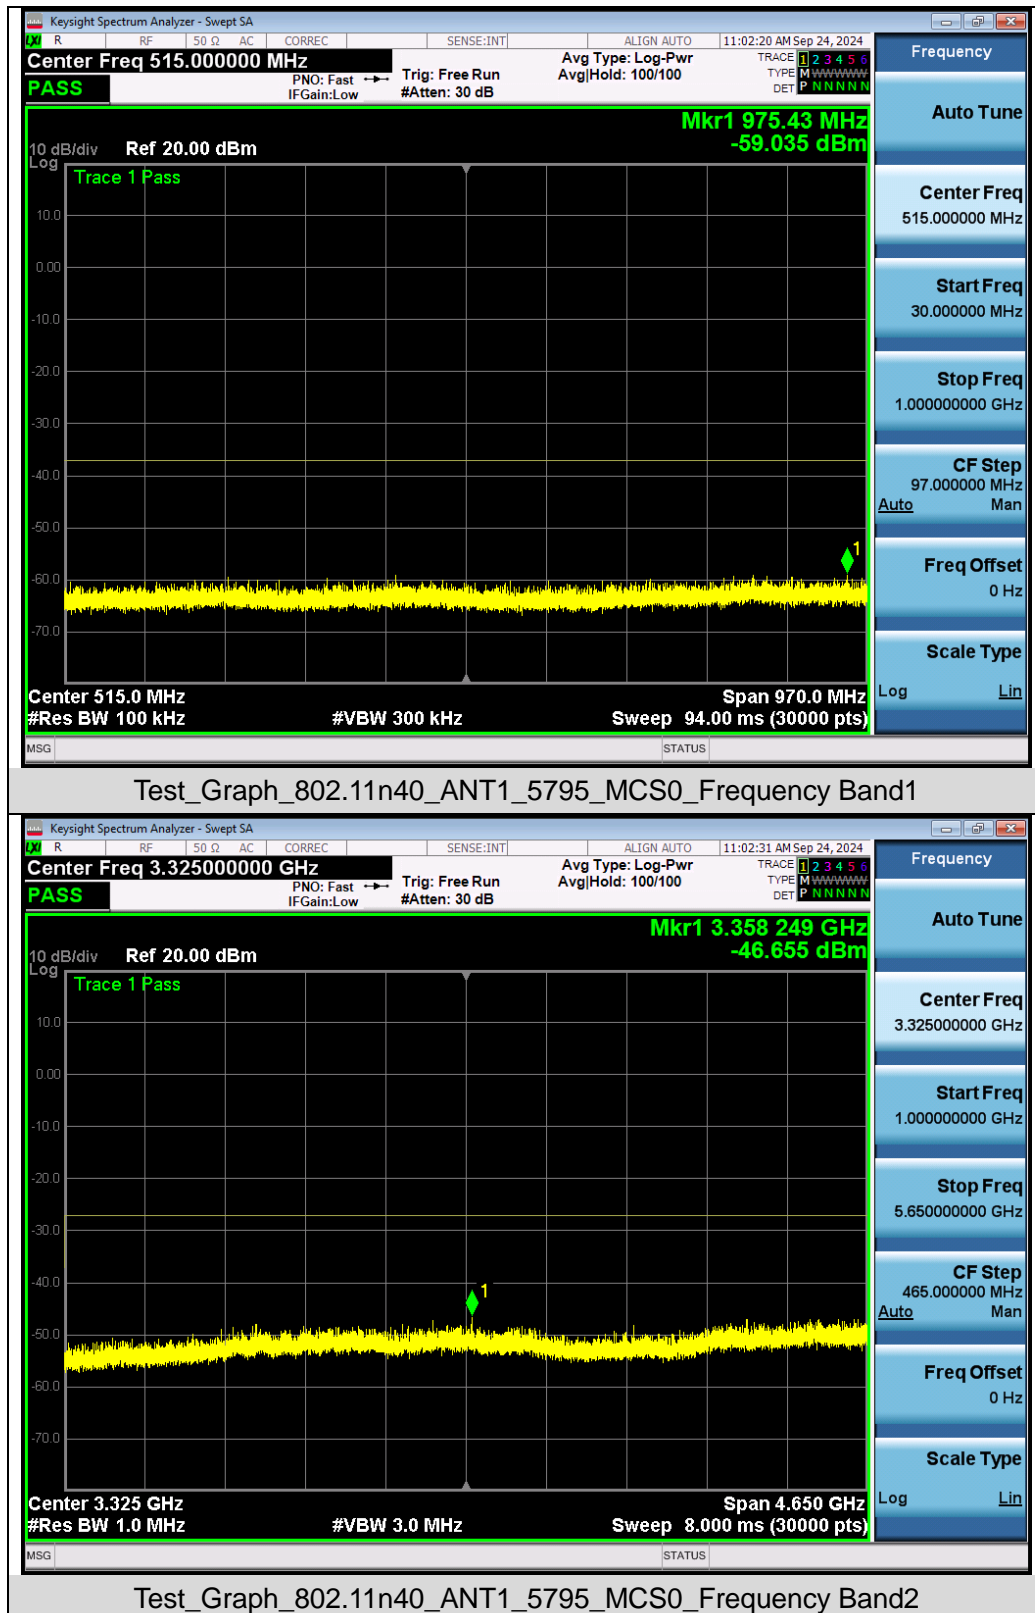 Keysight Spectrum Analyzer - Swept SA
LXI R RF 50 Ω AC CORREC SENSE:INT ALIGN AUTO 11:02:20 AM Sep 24, 2024
Center Freq 515.000000 MHz
PASS
PNO: Fast
IFGain:Low
Trig: Free Run
#Atten: 30 dB
Avg Type: Log-Pwr
Avg|Hold: 100/100
TRACE 1 2 3 4 5 6
TYPE M WWWWW
DET P N N N N N
Mkr1 975.43 MHz
-59.035 dBm
10 dB/div Ref 20.00 dBm
Log
Trace 1 Pass
10.0
0.00
-10.0
-20.0
-30.0
-40.0
-50.0
-60.0
-70.0
1
Center 515.0 MHz Span 970.0 MHz
#Res BW 100 kHz #VBW 300 kHz Sweep 94.00 ms (30000 pts)
MSG STATUS
Frequency
Auto Tune
Center Freq
515.000000 MHz
Start Freq
30.000000 MHz
Stop Freq
1.000000000 GHz
CF Step
97.000000 MHz
Auto Man
Freq Offset
0 Hz
Scale Type
Log Lin
Test_Graph_802.11n40_ANT1_5795_MCS0_Frequency Band1
Keysight Spectrum Analyzer - Swept SA
LXI R RF 50 Ω AC CORREC SENSE:INT ALIGN AUTO 11:02:31 AM Sep 24, 2024
Center Freq 3.325000000 GHz
PASS
PNO: Fast
IFGain:Low
Trig: Free Run
#Atten: 30 dB
Avg Type: Log-Pwr
Avg|Hold: 100/100
TRACE 1 2 3 4 5 6
TYPE M WWWWW
DET P N N N N N
Mkr1 3.358 249 GHz
-46.655 dBm
10 dB/div Ref 20.00 dBm
Log
Trace 1 Pass
10.0
0.00
-10.0
-20.0
-30.0
-40.0
-50.0
-60.0
-70.0
1
Center 3.325 GHz Span 4.650 GHz
#Res BW 1.0 MHz #VBW 3.0 MHz Sweep 8.000 ms (30000 pts)
MSG STATUS
Frequency
Auto Tune
Center Freq
3.325000000 GHz
Start Freq
1.000000000 GHz
Stop Freq
5.650000000 GHz
CF Step
465.000000 MHz
Auto Man
Freq Offset
0 Hz
Scale Type
Log Lin
Test_Graph_802.11n40_ANT1_5795_MCS0_Frequency Band2